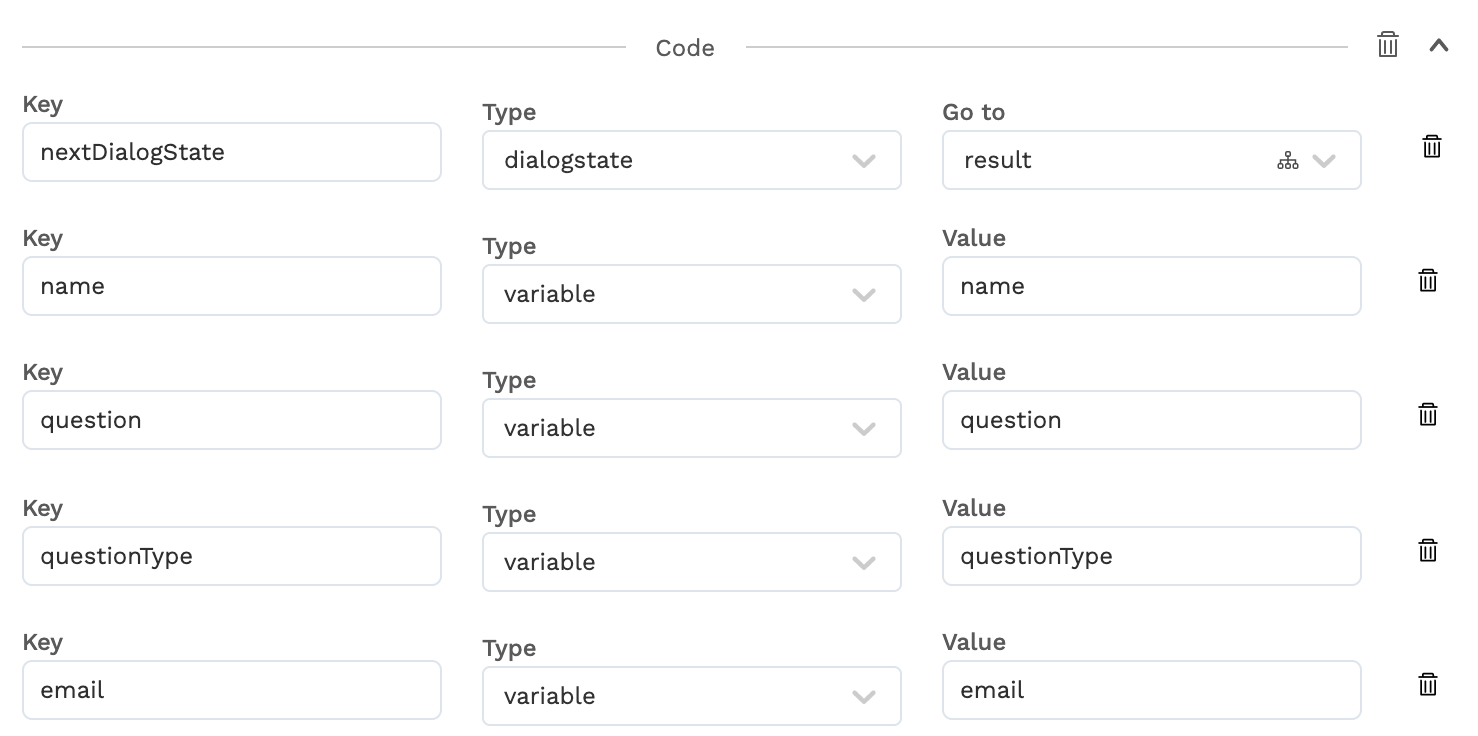 Code
Key Type Go to
nextDialogState dialogstate result
Key Type Value
name variable name
Key Type Value
question variable question
Key Type Value
questionType variable questionType
Key Type Value
email variable email